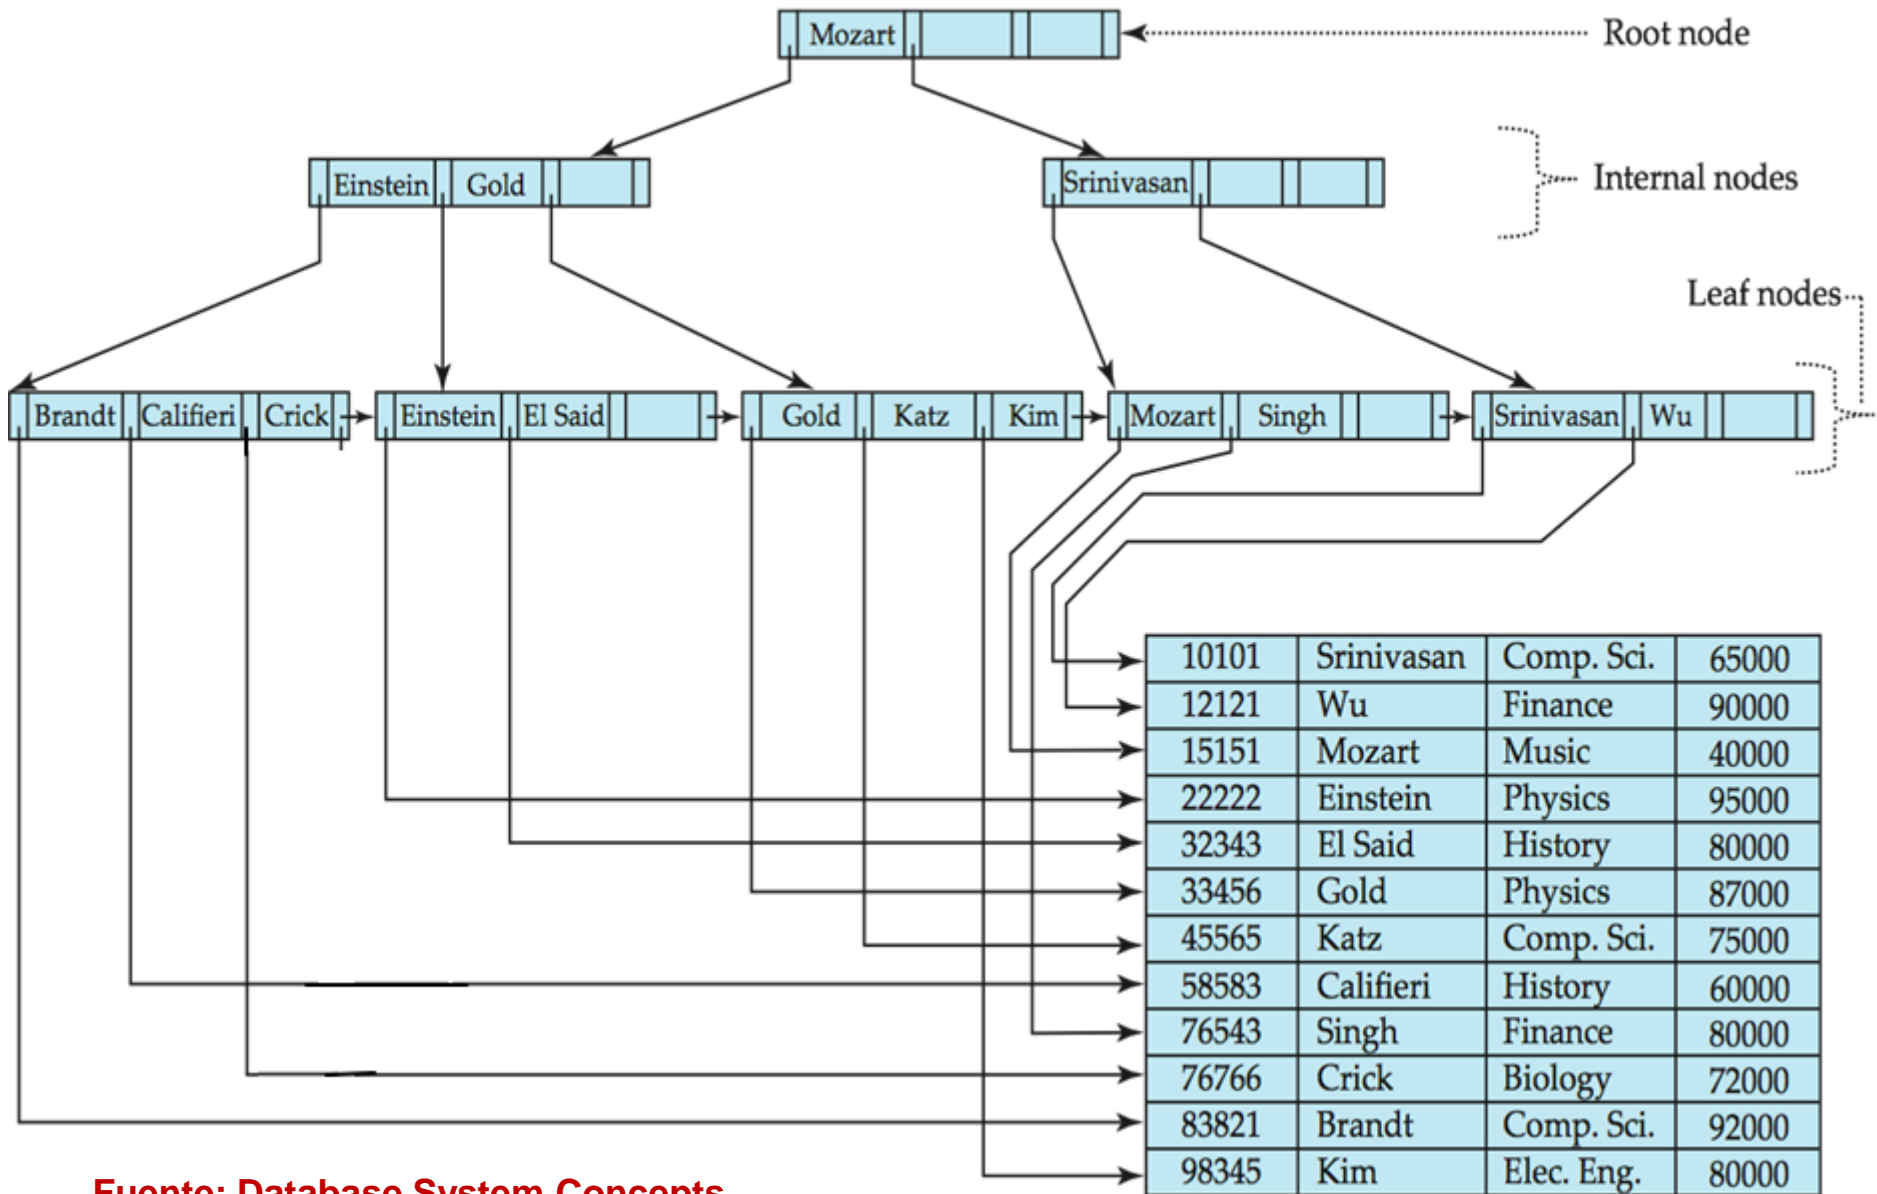 Mozart
Root node
Einstein Gold
Srinivasan
Internal nodes
Leaf nodes
Brandt Califieri Crick
Einstein El Said
Gold Katz Kim
Mozart Singh
Srinivasan Wu
10101 Srinivasan Comp. Sci. 65000
12121 Wu Finance 90000
15151 Mozart Music 40000
22222 Einstein Physics 95000
32343 El Said History 80000
33456 Gold Physics 87000
45565 Katz Comp. Sci. 75000
58583 Califieri History 60000
76543 Singh Finance 80000
76766 Crick Biology 72000
83821 Brandt Comp. Sci. 92000
98345 Kim Elec. Eng. 80000
Fuente: Database System Concepts